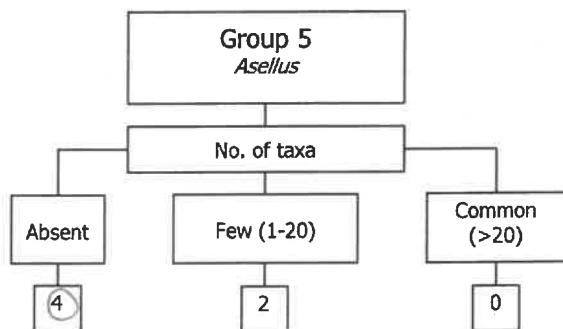 Group 5
Asellus
No. of taxa
Absent
Few (1-20)
Common
(>20)
4
2
0